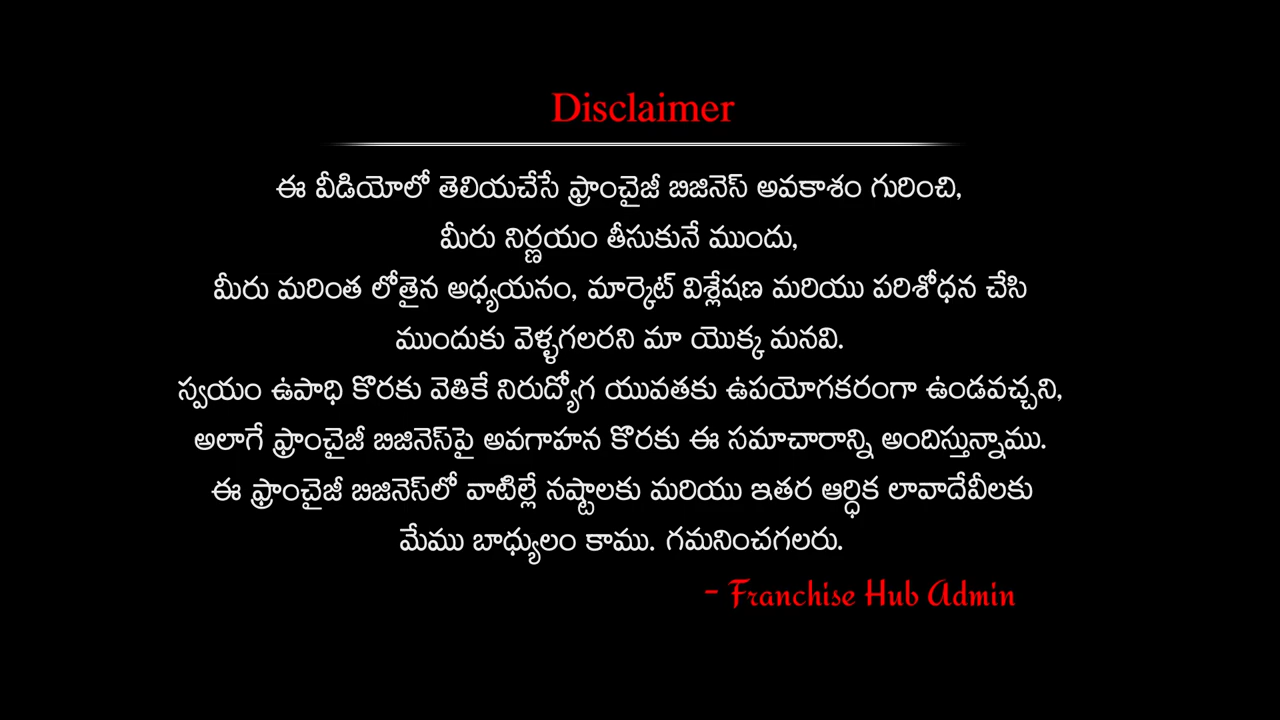 Disclaimer
ఈ వీడియోలో తెలియచేసే ఫ్రాంచైజీ బిజినెస్ అవకాశం గురించి,
మీరు నిర్ణయం తీసుకునే ముందు,
మీరు మరింత లోతైన అధ్యయనం, మార్కెట్ విశ్లేషణ మరియు పరిశోధన చేసి
ముందుకు వెళ్ళగలరని మా యొక్క మనవి.
స్వయం ఉపాధి కొరకు వెతికే నిరుద్యోగ యువతకు ఉపయోగకరంగా ఉండవచ్చని,
అలాగే ఫ్రాంచైజీ బిజినెస్‌పై అవగాహన కొరకు ఈ సమాచారాన్ని అందిస్తున్నాము.
ఈ ఫ్రాంచైజీ బిజినెస్‌లో వాటిల్లే నష్టాలకు మరియు ఇతర ఆర్ధిక లావాదేవీలకు
మేము బాధ్యులం కాము. గమనించగలరు.
- Franchise Hub Admin